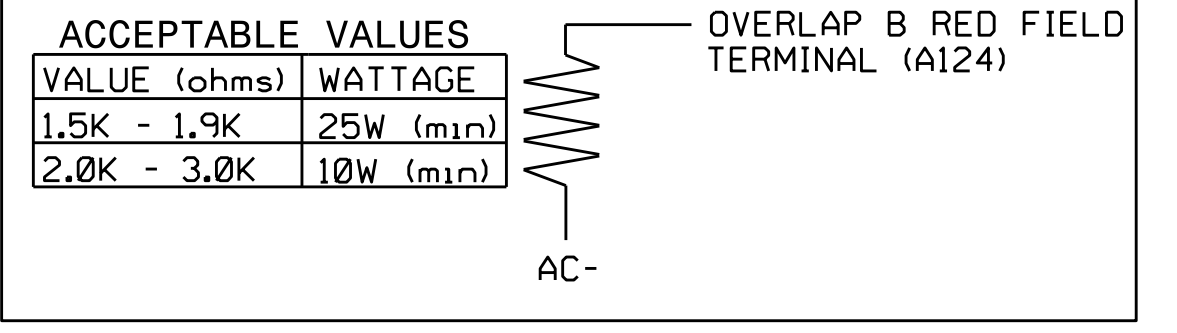 ACCEPTABLE VALUES
VALUE (ohms) WATTAGE
1.5K - 1.9K 25W (min)
2.0K - 3.0K 10W (min)
OVERLAP B RED FIELD
TERMINAL (A124)
AC-